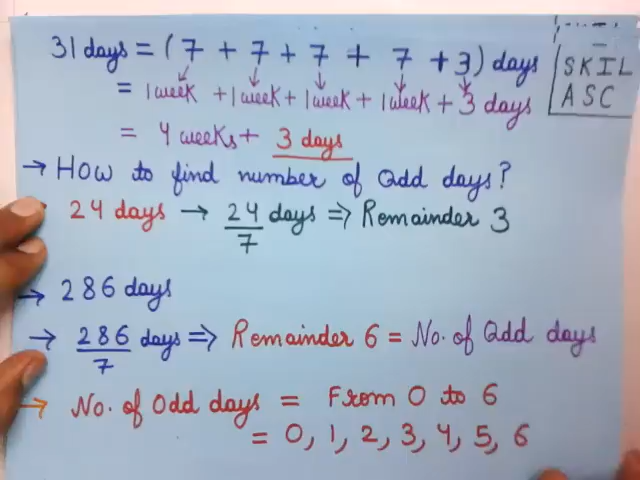 31 days = (7 + 7 + 7 + 7 + 3) days
= 1 week + 1 week + 1 week + 1 week + 3 days
= 4 weeks + 3 days
SKIL
ASC
→ How to find number of Odd days?
24 days → 24/7 days ⇒ Remainder 3
→ 286 days
→ 286/7 days ⇒ Remainder 6 = No. of Odd days
→ No. of Odd days = From 0 to 6
= 0, 1, 2, 3, 4, 5, 6